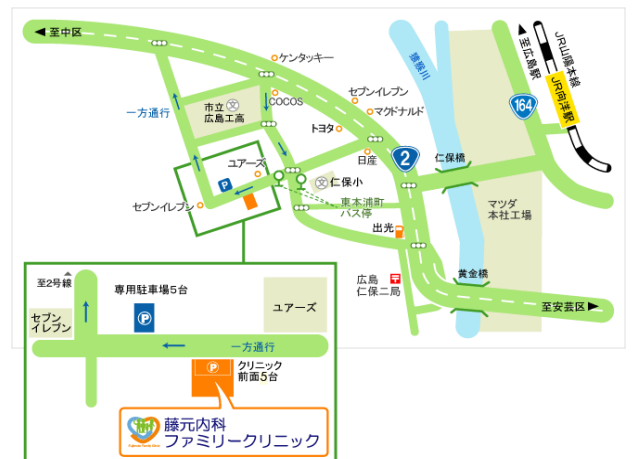 至中区
ケンタッキー
市立
広島工高
COCOS
一方通行
セブンイレブン
マクドナルド
トヨタ
日産
ユアーズ
P
仁保小
セブンイレブン
東本浦町
バス停
出光
広島
仁保二局
2
猿猴川
仁保橋
黄金橋
マツダ
本社工場
至安芸区
164
至広島駅
JR山陽本線
JR向洋駅
至2号線
セブン
イレブン
専用駐車場5台
P
ユアーズ
一方通行
P
クリニック
前面5台
藤元内科
ファミリークリニック